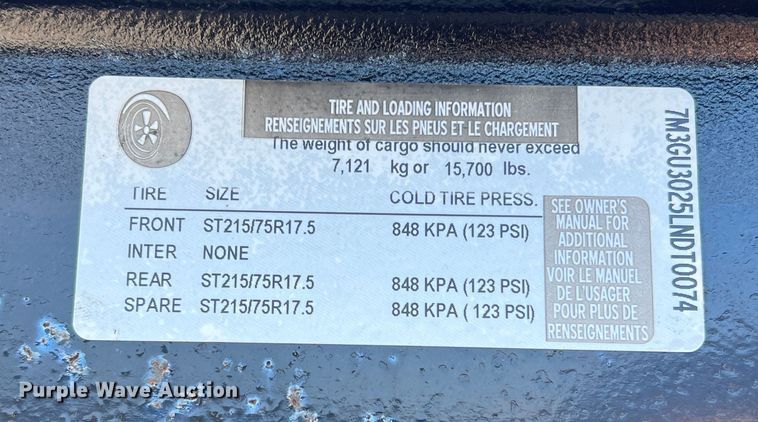 TIRE AND LOADING INFORMATION
RENSEIGNEMENTS SUR LES PNEUS ET LE CHARGEMENT
The weight of cargo should never exceed
7,121 kg or 15,700 lbs.
TIRE SIZE COLD TIRE PRESS.
FRONT ST215/75R17.5 848 KPA (123 PSI)
INTER NONE
REAR ST215/75R17.5 848 KPA (123 PSI)
SPARE ST215/75R17.5 848 KPA ( 123 PSI)
SEE OWNER'S
MANUAL FOR
ADDITIONAL
INFORMATION
VOIR LE MANUEL
DE L'USAGER
POUR PLUS DE
RENSEIGNEMENTS
7M3GU3025LNDT0074
Purple Wave Auction